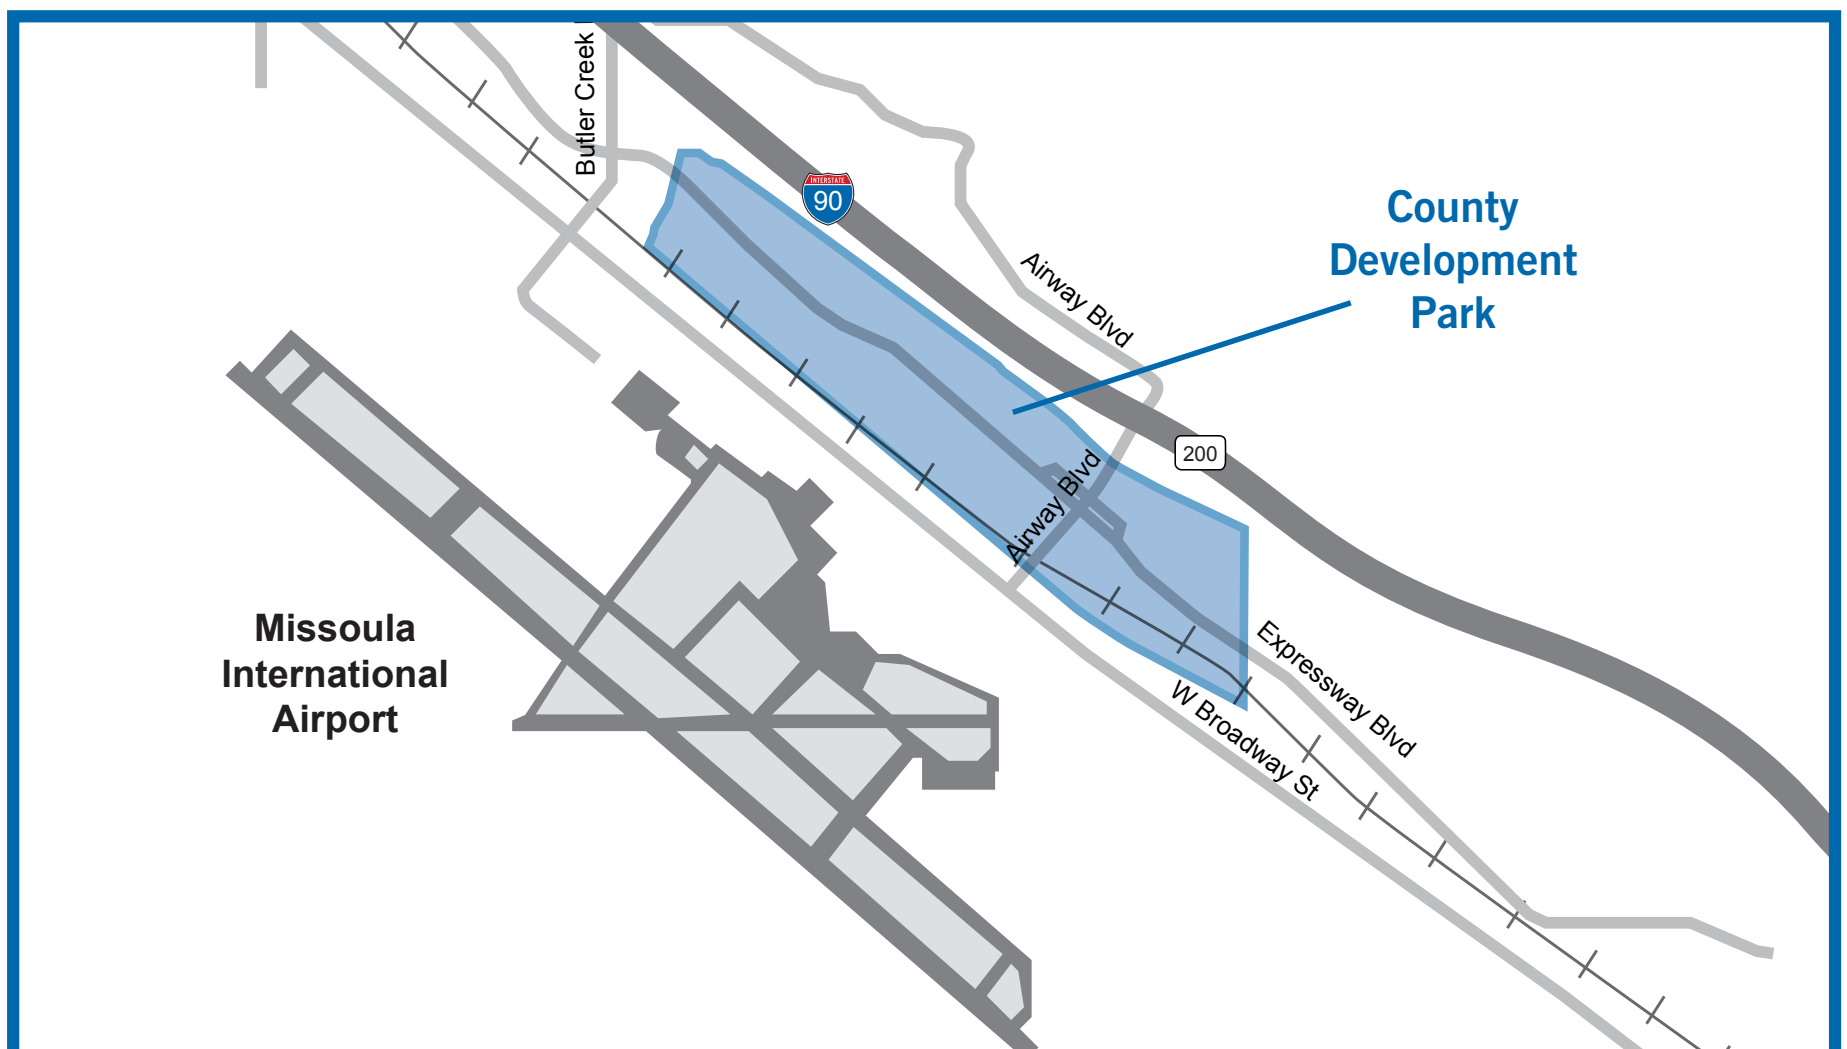 Butler Creek
INTERSTATE
90
County
Development
Park
Airway Blvd
200
Airway Blvd
Missoula
International
Airport
Expressway Blvd
W Broadway St